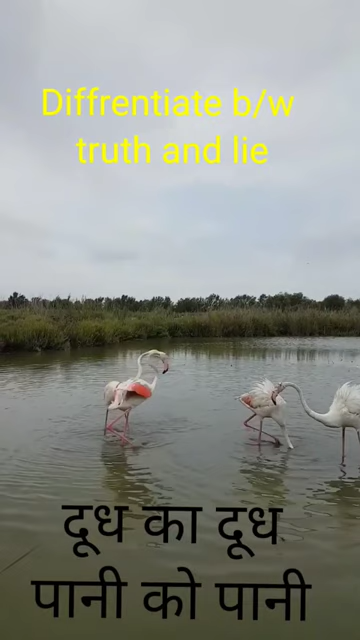 Diffrentiate b/w
truth and lie
दूध का दूध
पानी को पानी